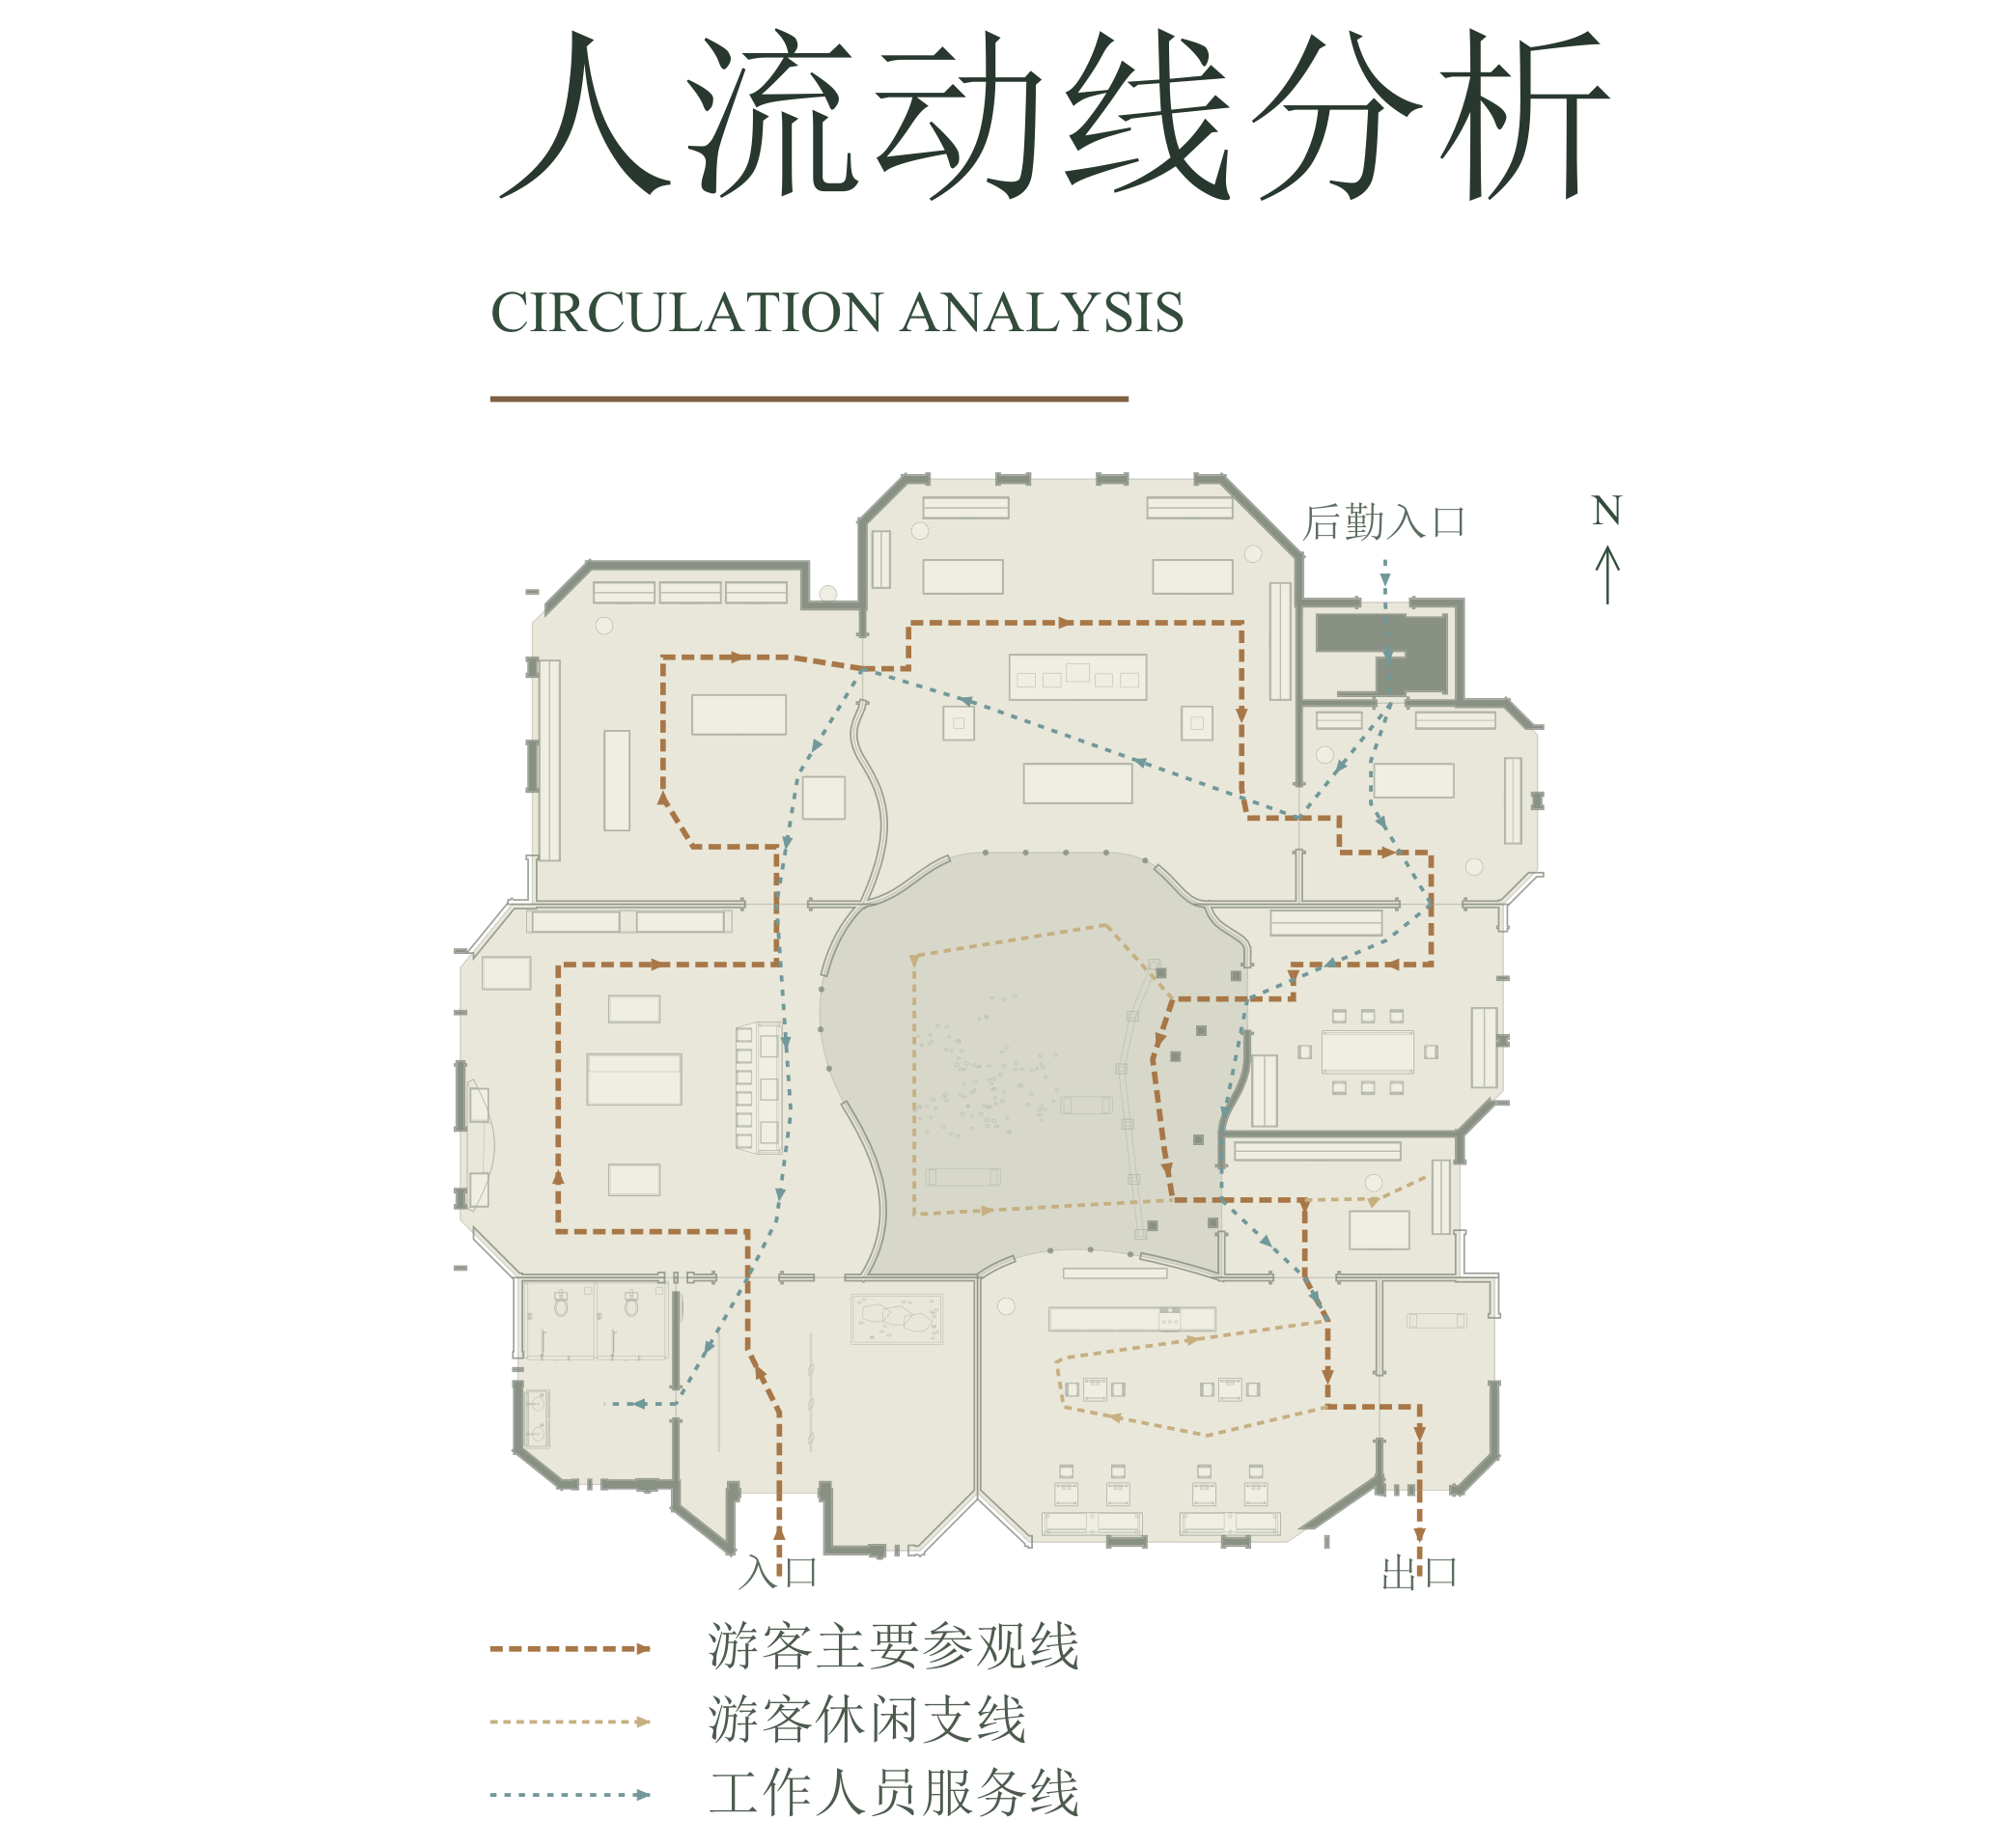 人流动线分析
CIRCULATION ANALYSIS
后勤入口
N
入口
出口
游客主要参观线
游客休闲支线
工作人员服务线